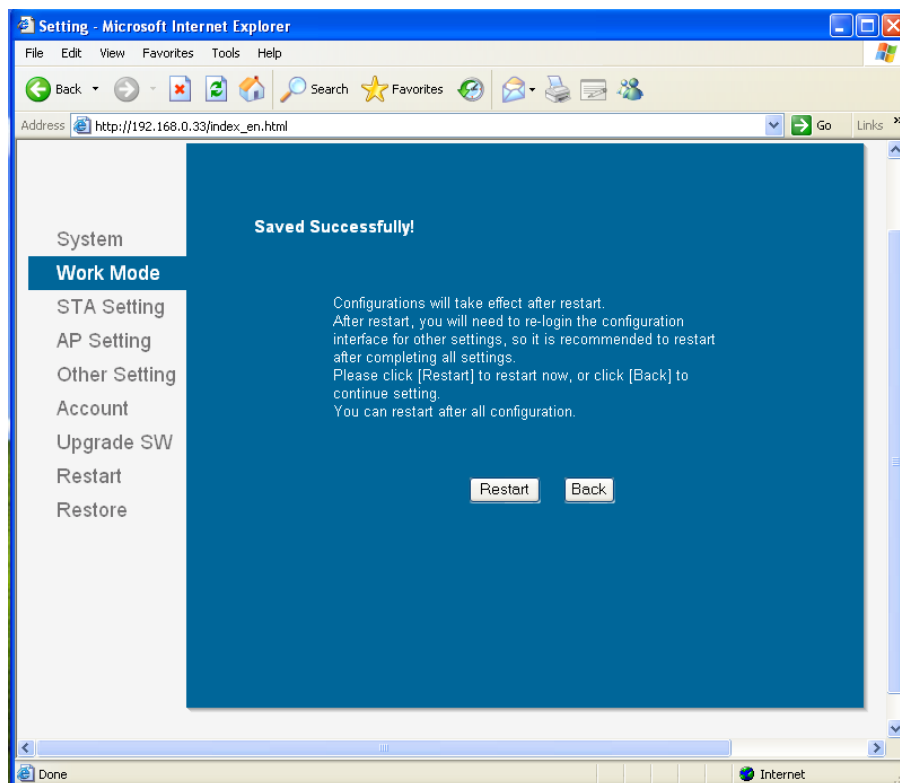 Setting - Microsoft Internet Explorer
File Edit View Favorites Tools Help
Back Search Favorites
Address http://192.168.0.33/index_en.html Go Links »
Saved Successfully!
System
Work Mode
STA Setting
AP Setting
Other Setting
Account
Upgrade SW
Restart
Restore
Configurations will take effect after restart.
After restart, you will need to re-login the configuration
interface for other settings, so it is recommended to restart
after completing all settings.
Please click [Restart] to restart now, or click [Back] to
continue setting.
You can restart after all configuration.
Restart Back
Done Internet